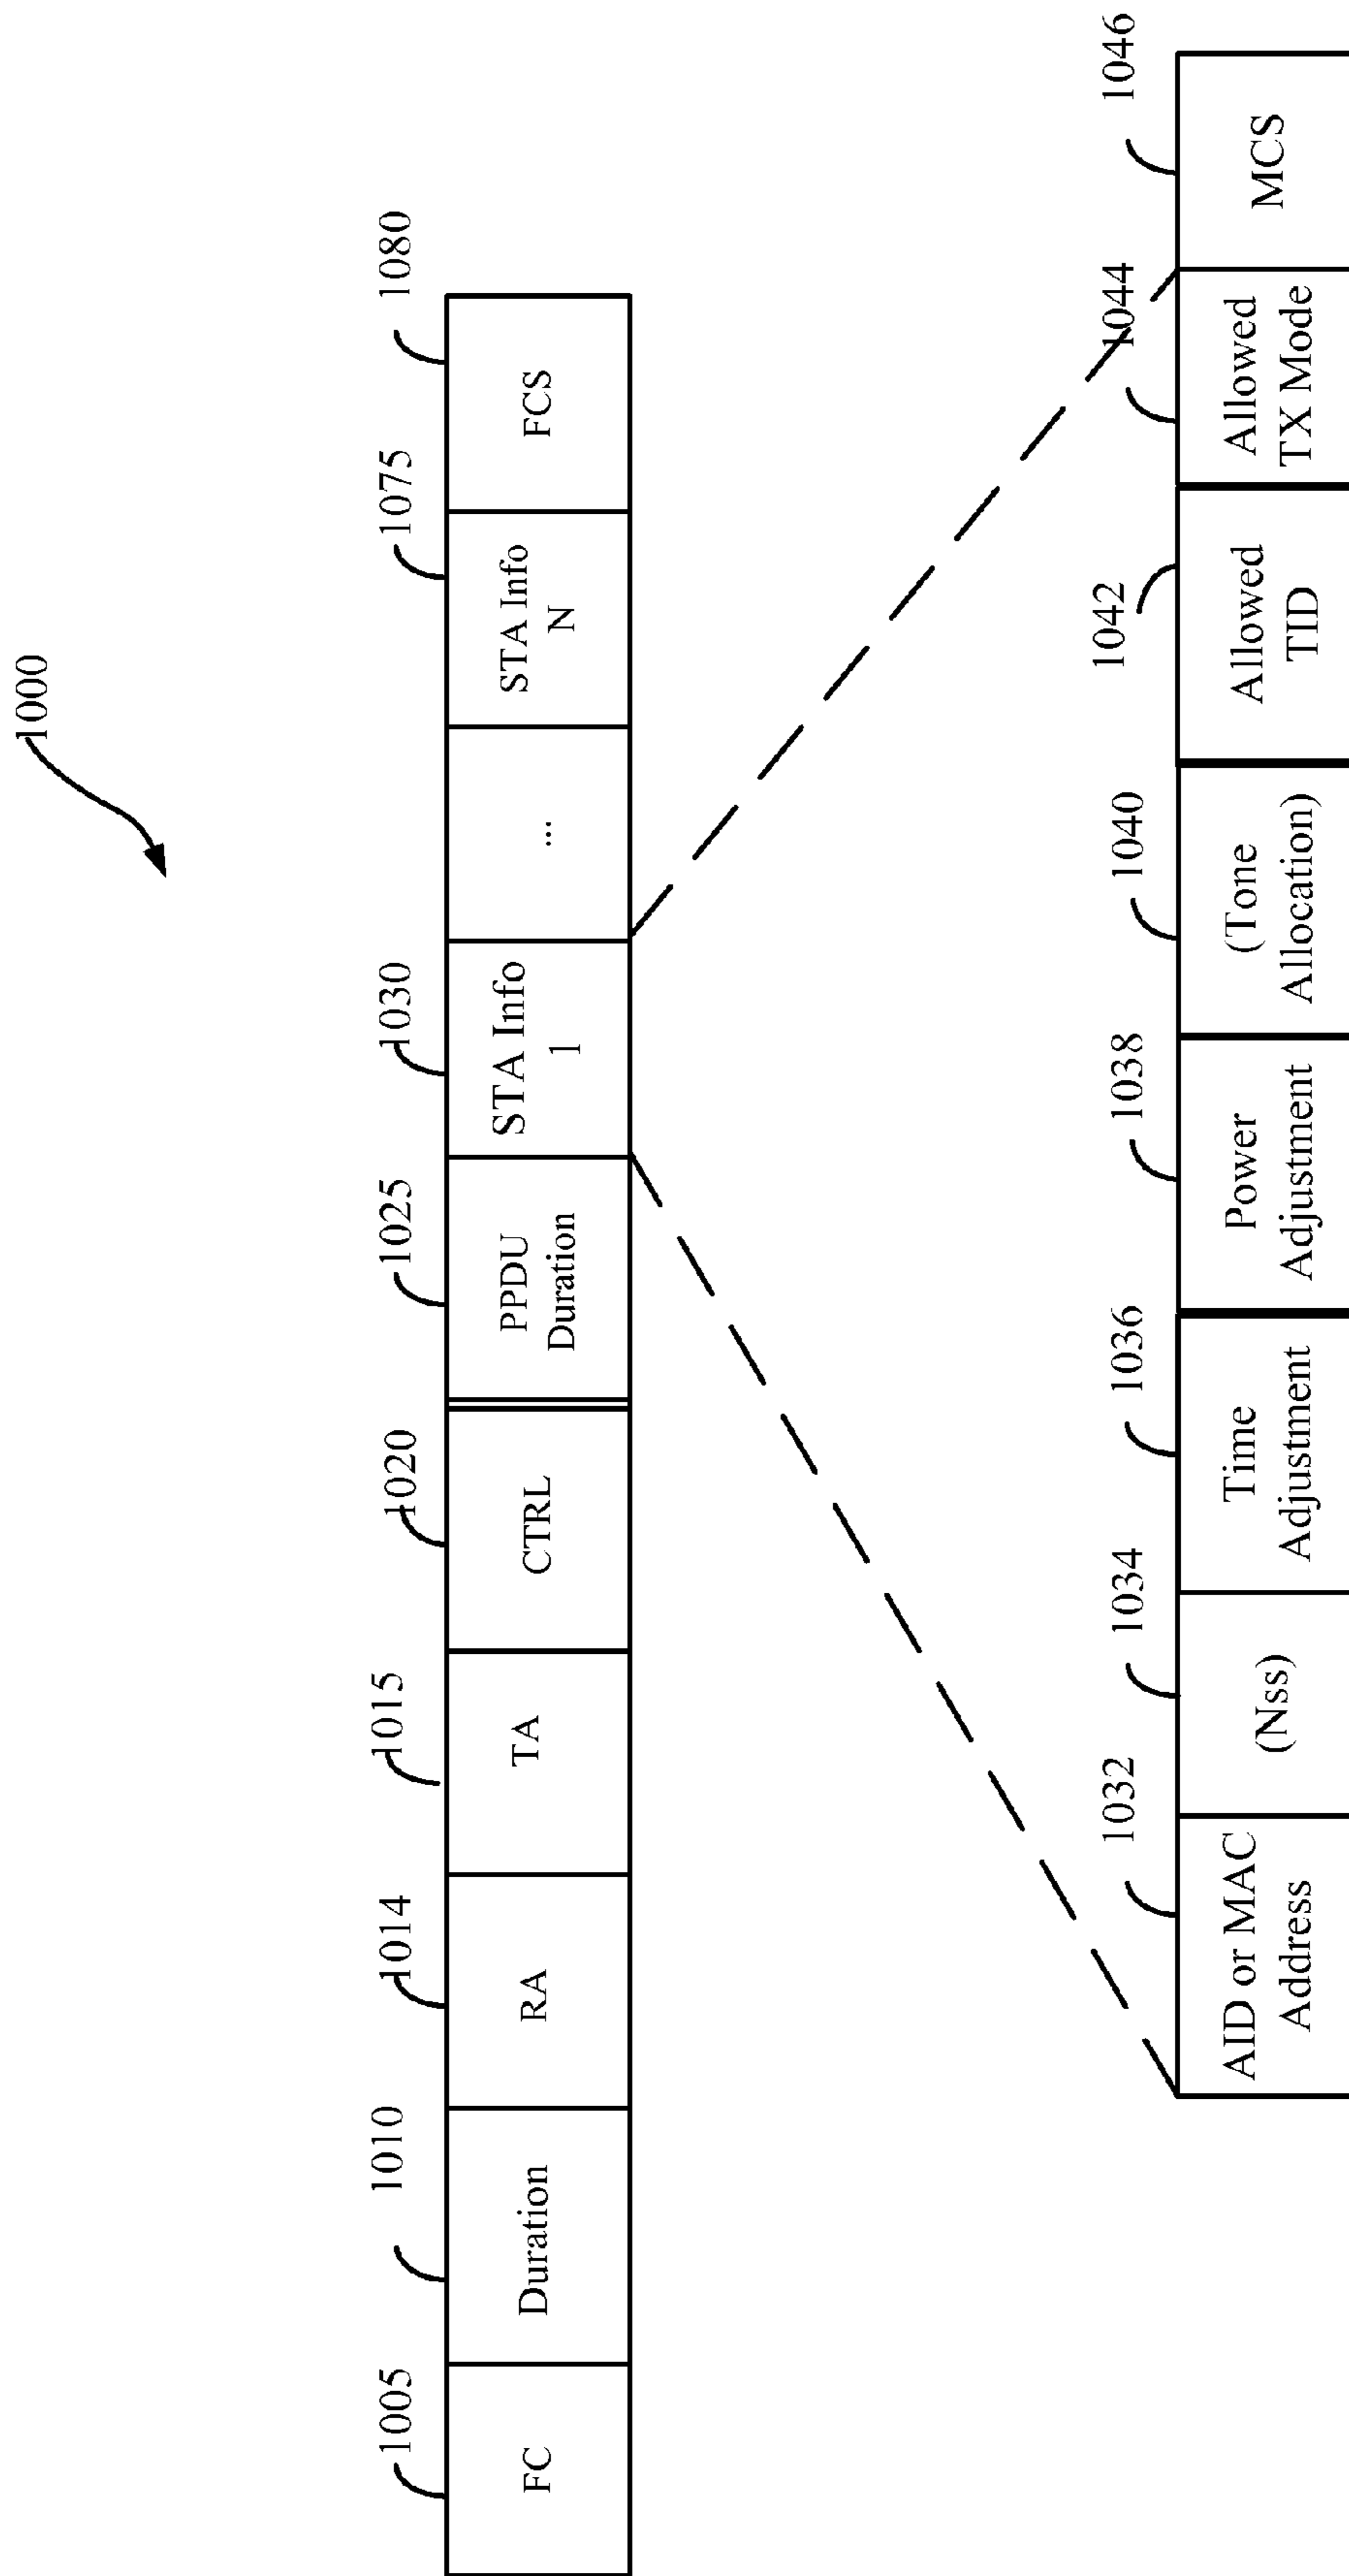 1000
1005
1010
1014
1015
1020
1025
1030
1075
1080
FC
Duration
RA
TA
CTRL
PPDU
Duration
STA Info
1
...
STA Info
N
FCS
1032
1034
1036
1038
1040
1042
1044
1046
AID or MAC
Address
(Nss)
Time
Adjustment
Power
Adjustment
(Tone
Allocation)
Allowed
TID
Allowed
TX Mode
MCS